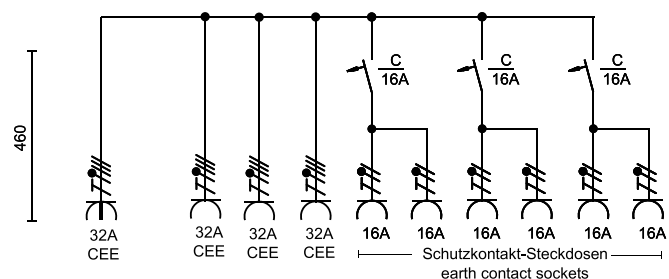 C
16A
C
16A
C
16A
460
32A
CEE
32A
CEE
32A
CEE
32A
CEE
16A
16A
16A
16A
16A
16A
Schutzkontakt-Steckdosen
earth contact sockets